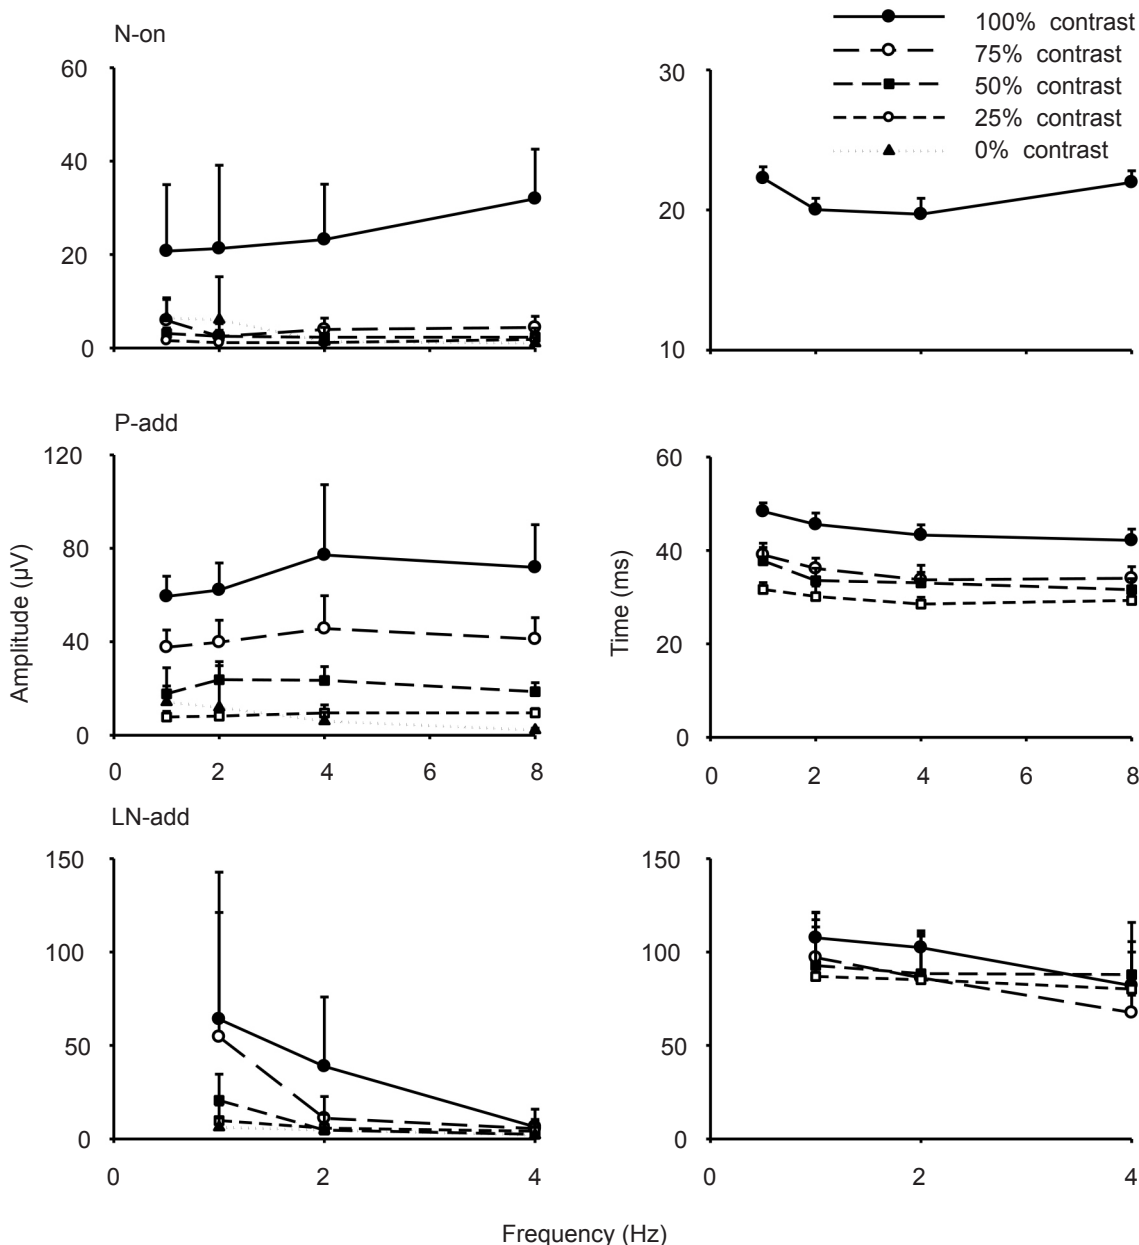 N-on
100% contrast
75% contrast
50% contrast
25% contrast
0% contrast
60
40
20
0
30
20
10
P-add
Amplitude (µV)
120
80
40
0
0 2 4 6 8
Time (ms)
60
40
20
0
0 2 4 6 8
LN-add
150
100
50
0
0 2 4
150
100
50
0
0 2 4
Frequency (Hz)